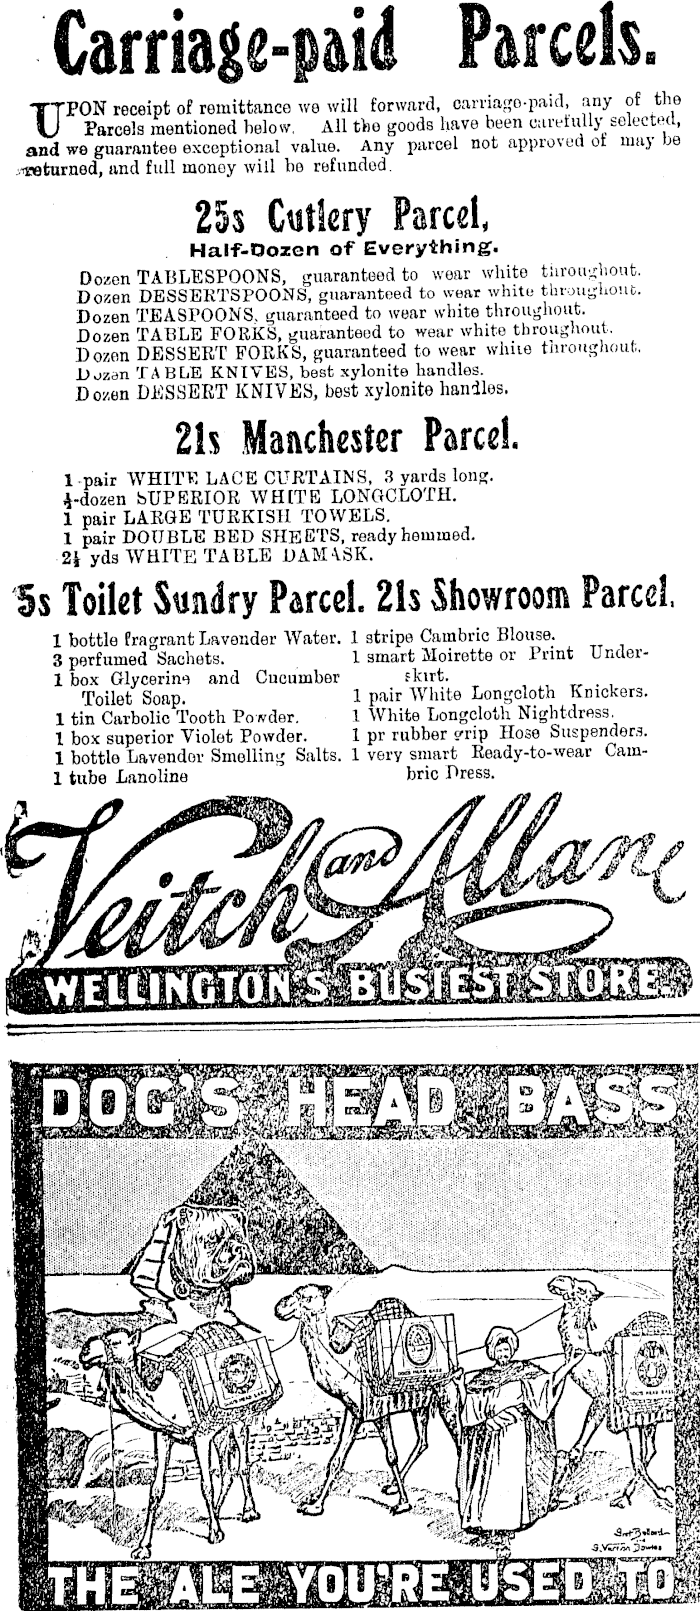 Carriage-paid Parcels.
UPON receipt of remittance we will forward, carriage-paid, any of the
Parcels mentioned below. All the goods have been carefully selected,
and we guarantee exceptional value. Any parcel not approved of may be
returned, and full money will be refunded.
25s Cutlery Parcel,
Half-Dozen of Everything.
Dozen TABLESPOONS, guaranteed to wear white throughout.
Dozen DESSERTSPOONS, guaranteed to wear white throughout.
Dozen TEASPOONS, guaranteed to wear white throughout.
Dozen TABLE FORKS, guaranteed to wear white throughout.
Dozen DESSERT FORKS, guaranteed to wear white throughout.
Dozen TABLE KNIVES, best xylonite handles.
Dozen DESSERT KNIVES, best xylonite handles.
21s Manchester Parcel.
1 pair WHITE LACE CURTAINS, 3 yards long.
½-dozen SUPERIOR WHITE LONGCLOTH.
1 pair LARGE TURKISH TOWELS.
1 pair DOUBLE BED SHEETS, ready hemmed.
2½ yds WHITE TABLE DAMASK.
5s Toilet Sundry Parcel.
1 bottle fragrant Lavender Water.
3 perfumed Sachets.
1 box Glycerine and Cucumber
Toilet Soap.
1 tin Carbolic Tooth Powder.
1 box superior Violet Powder.
1 bottle Lavender Smelling Salts.
1 tube Lanoline
21s Showroom Parcel.
1 stripe Cambric Blouse.
1 smart Moirette or Print Under-
skirt.
1 pair White Longcloth Knickers.
1 White Longcloth Nightdress.
1 pr rubber grip Hose Suspenders.
1 very smart Ready-to-wear Cam-
bric Dress.
Veitch and Allan
WELLINGTON'S BUSIEST STORE.
DOG'S HEAD BASS
DOG'S HEAD BASS
DOG'S HEAD BASS
DOG'S HEAD BASS
THE ALE YOU'RE USED TO